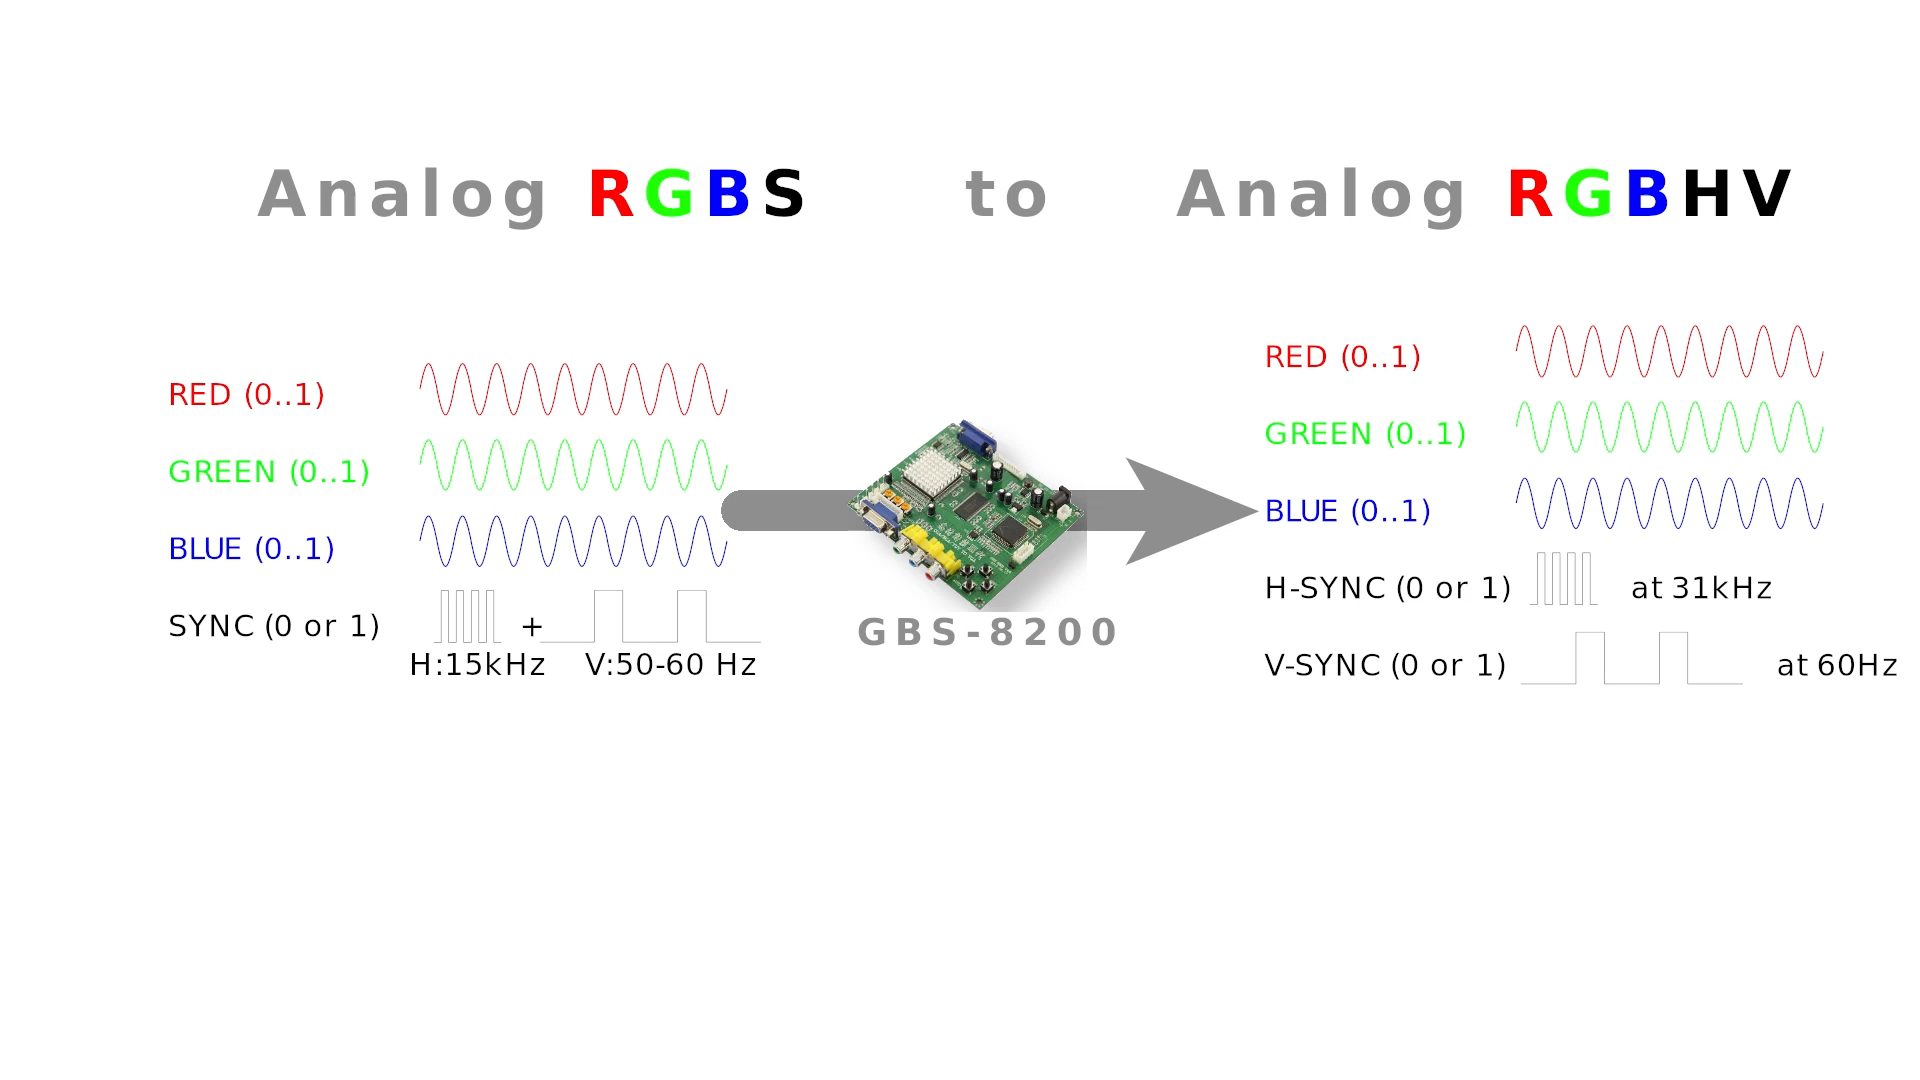 Analog RGBS to Analog RGBHV
RED (0..1)
GREEN (0..1)
BLUE (0..1)
SYNC (0 or 1) +
H:15kHz V:50-60 Hz
GBS-8200
RED (0..1)
GREEN (0..1)
BLUE (0..1)
H-SYNC (0 or 1) at 31kHz
V-SYNC (0 or 1) at 60Hz